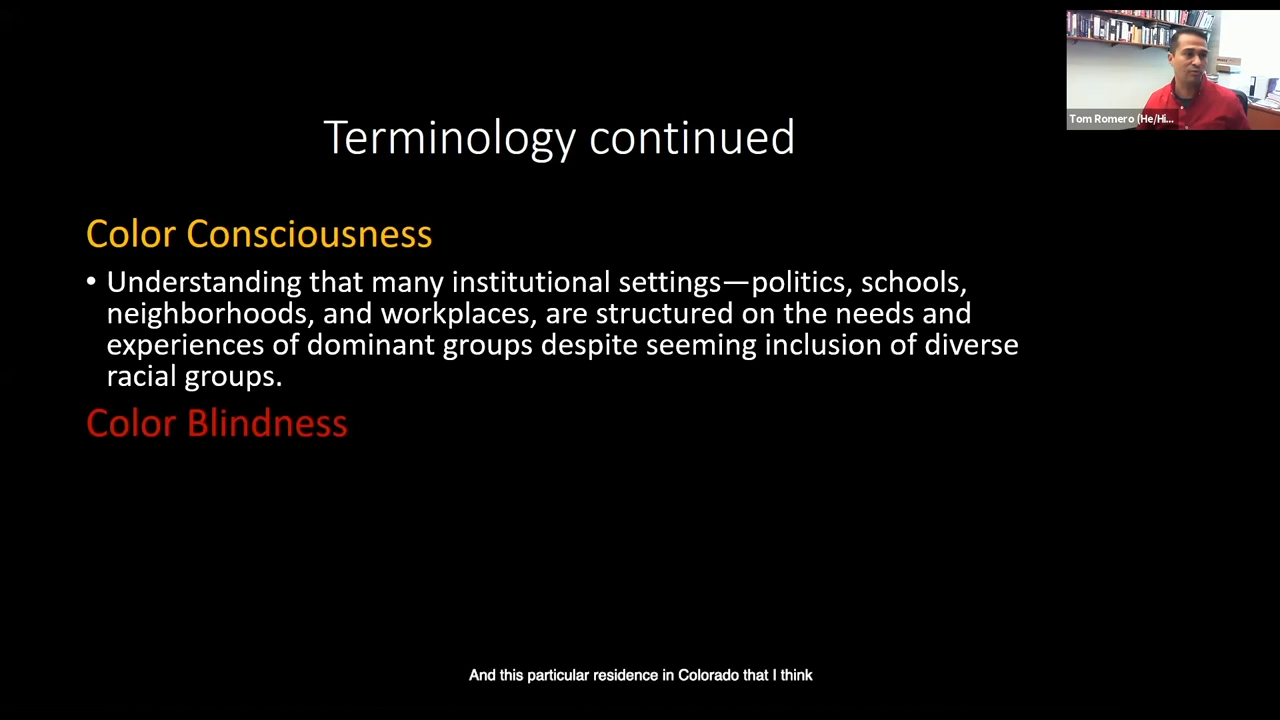 Tom Romero (He/Hi...
Terminology continued
Color Consciousness
• Understanding that many institutional settings—politics, schools,
neighborhoods, and workplaces, are structured on the needs and
experiences of dominant groups despite seeming inclusion of diverse
racial groups.
Color Blindness
And this particular residence in Colorado that I think